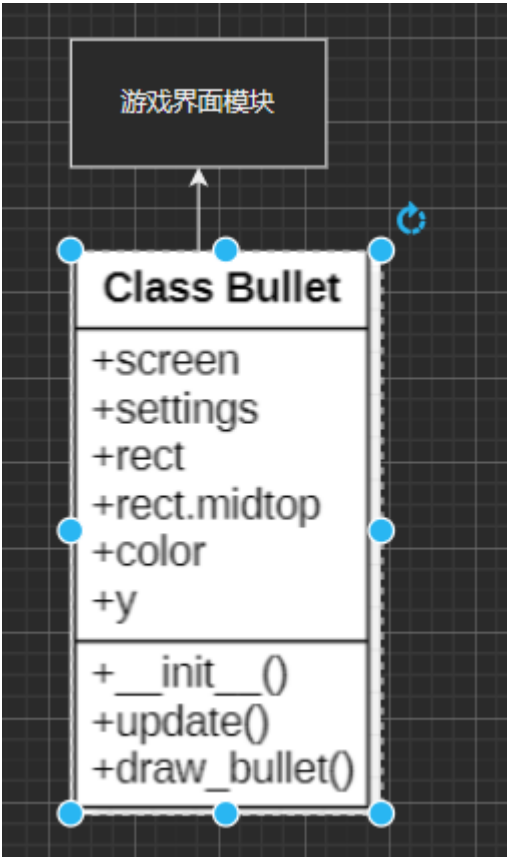 游戏界面模块
Class Bullet
+screen
+settings
+rect
+rect.midtop
+color
+y
+__init__()
+update()
+draw_bullet()